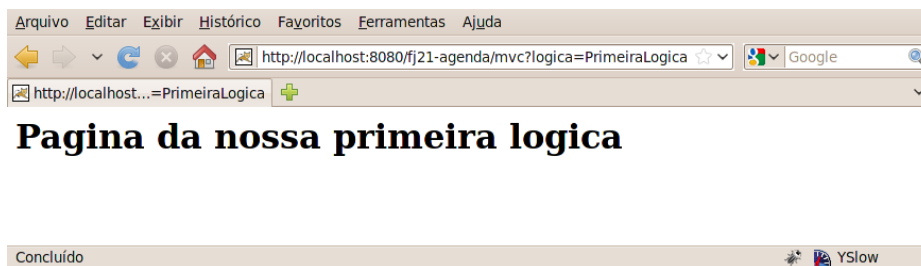 Arquivo Editar Exibir Histórico Favoritos Ferramentas Ajuda
http://localhost:8080/fj21-agenda/mvc?logica=PrimeiraLogica Google
http://localhost...=PrimeiraLogica
Pagina da nossa primeira logica
Concluído YSlow